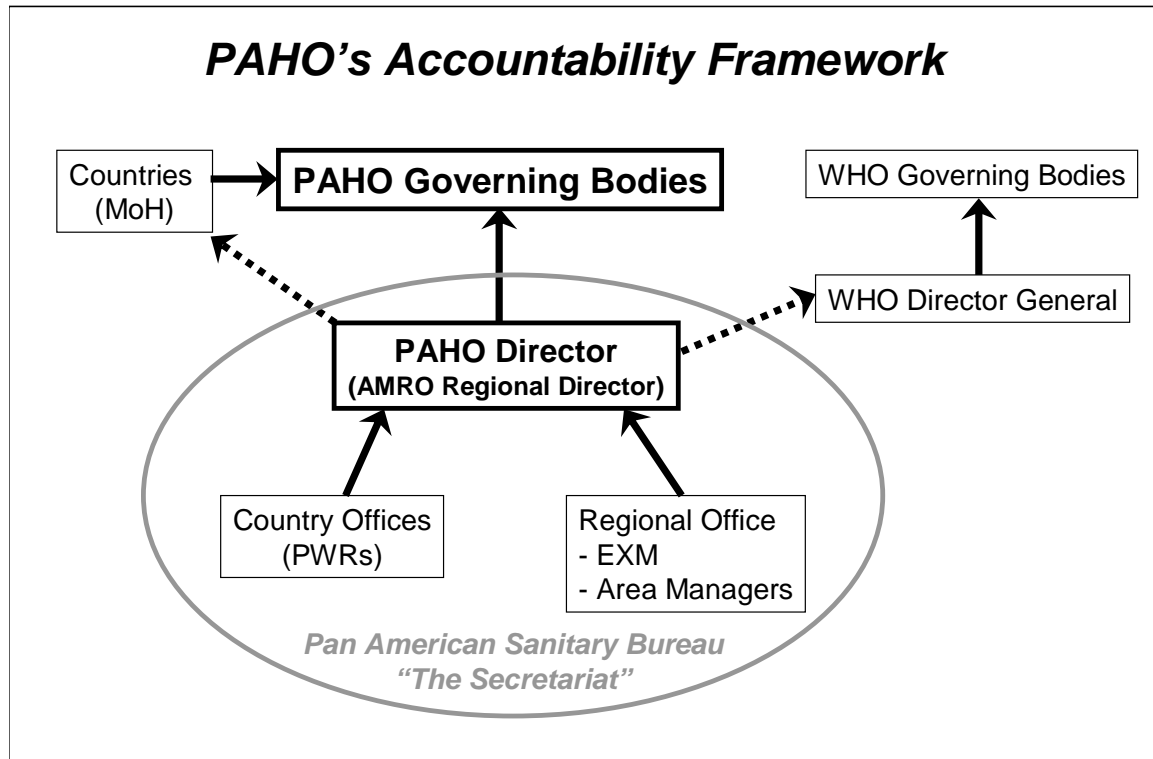 PAHO’s Accountability Framework
Countries
(MoH)
PAHO Governing Bodies
WHO Governing Bodies
WHO Director General
PAHO Director
(AMRO Regional Director)
Country Offices
(PWRs)
Regional Office
- EXM
- Area Managers
Pan American Sanitary Bureau
“The Secretariat”